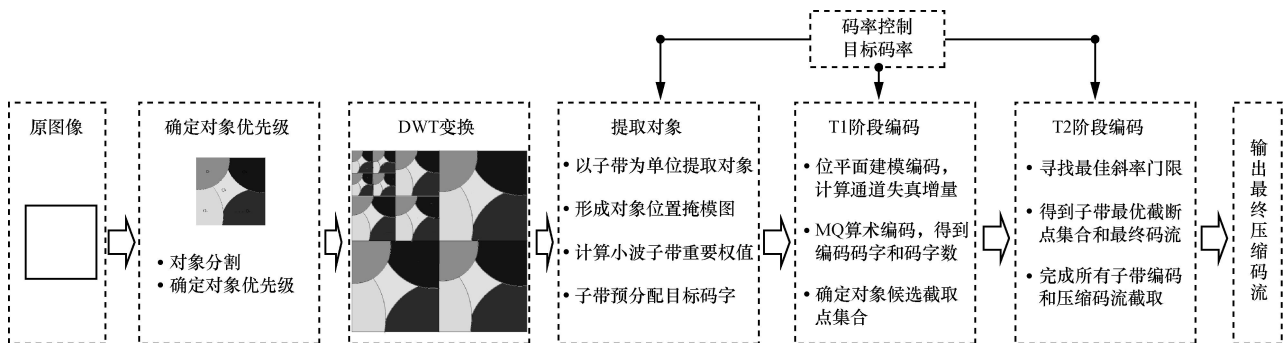 码率控制
目标码率
原图像
确定对象优先级
• 对象分割
• 确定对象优先级
DWT变换
提取对象
• 以子带为单位提取对象
• 形成对象位置掩模图
• 计算小波子带重要权值
• 子带预分配目标码字
T1阶段编码
• 位平面建模编码，
计算通道失真增量
• MQ算术编码，得到
编码码字和码字数
• 确定对象候选截取
点集合
T2阶段编码
• 寻找最佳斜率门限
• 得到子带最优截断
点集合和最终码流
• 完成所有子带编码
和压缩码流截取
输出最终压缩码流